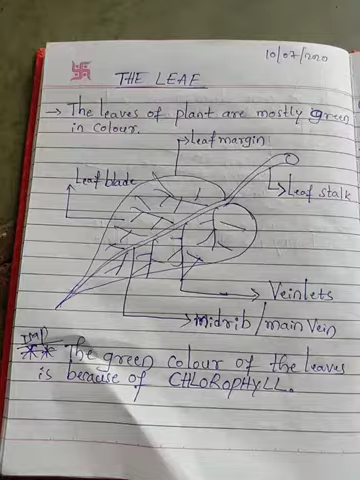 10/07/2020
THE LEAF
→ The leaves of plant are mostly green
in colour.
Leaf margin
Leaf blade
Leaf stalk
Veinlets
midrib/main Vein
Imp
** The green colour of the leaves
is because of CHLOROPHYLL.